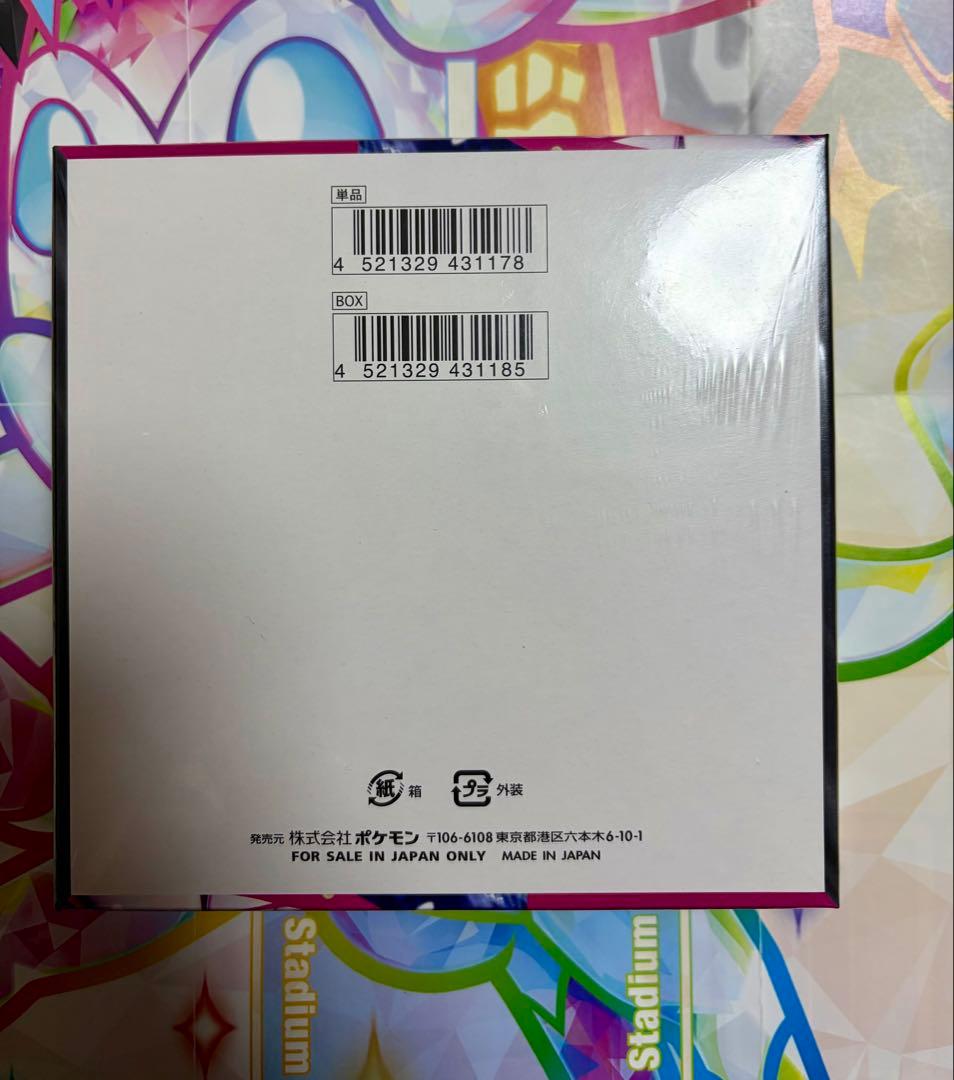 単品
4 521329 431178
BOX
4 521329 431185
紙 箱
プラ 外装
発売元 株式会社ポケモン 〒106-6108 東京都港区六本木6-10-1
FOR SALE IN JAPAN ONLY MADE IN JAPAN
Stadium
Stadium